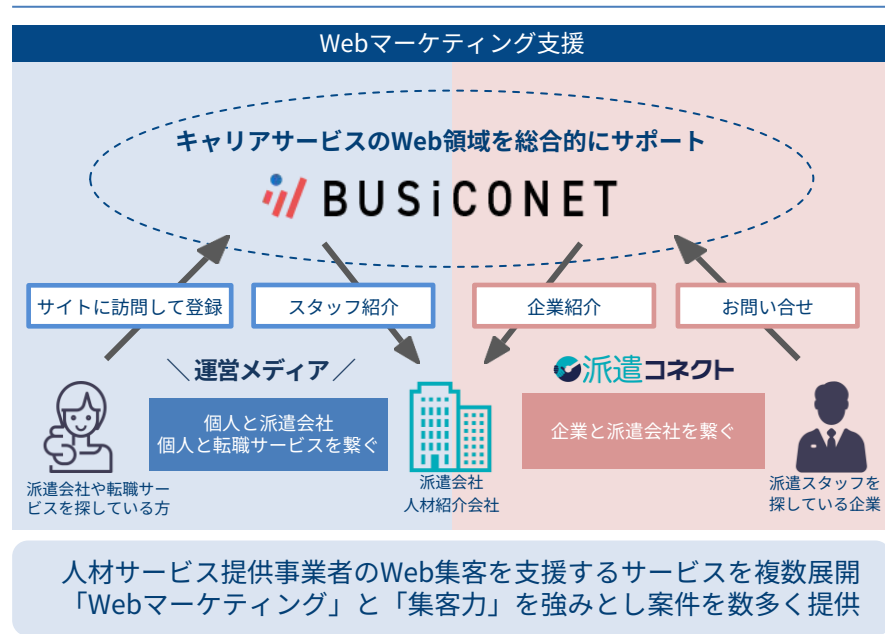 Webマーケティング支援
キャリアサービスのWeb領域を総合的にサポート
BUSiCONET
サイトに訪問して登録
スタッフ紹介
企業紹介
お問い合せ
＼ 運営メディア ／
派遣コネクト
個人と派遣会社
個人と転職サービスを繋ぐ
企業と派遣会社を繋ぐ
派遣会社や転職サー
ビスを探している方
派遣会社
人材紹介会社
派遣スタッフを
探している企業
人材サービス提供事業者のWeb集客を支援するサービスを複数展開
「Webマーケティング」と「集客力」を強みとし案件を数多く提供